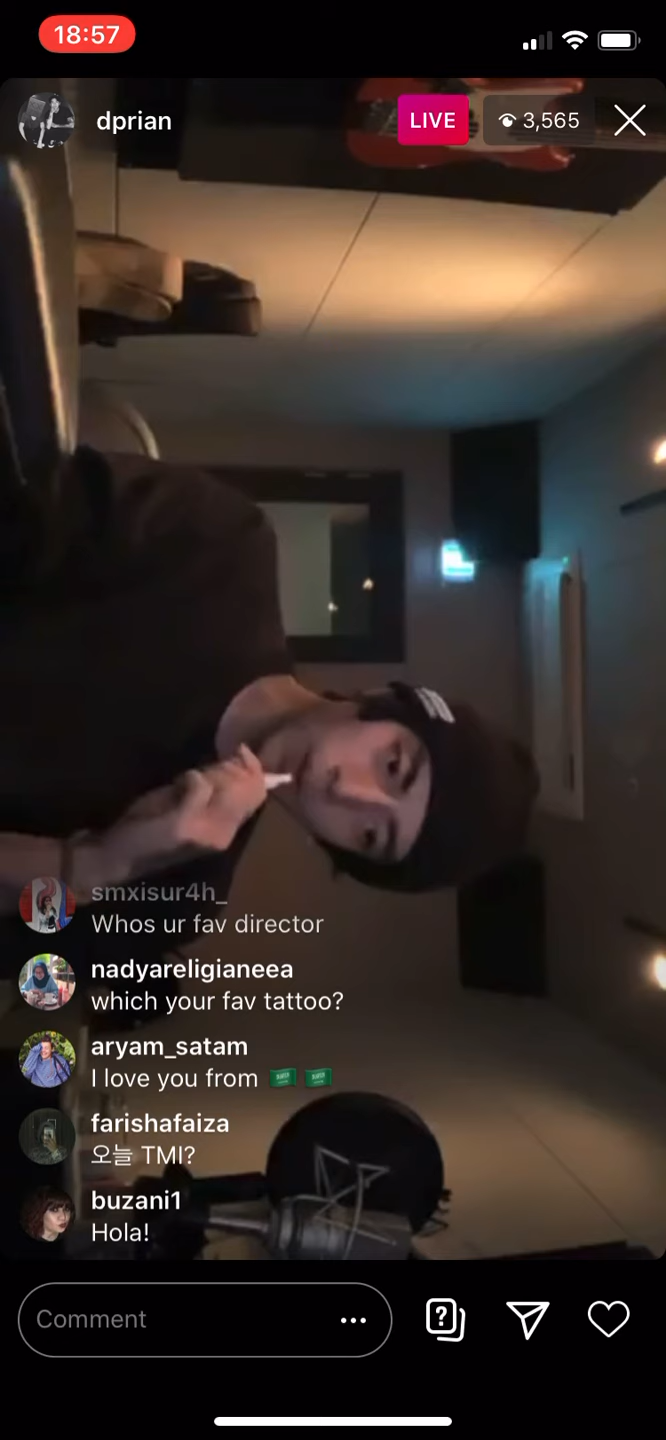 18:57
dprian
LIVE
3,565
smxisur4h_
Whos ur fav director
nadyareligianeea
which your fav tattoo?
aryam_satam
I love you from 🇸🇦 🇸🇦
farishafaiza
오늘 TMI?
buzani1
Hola!
Comment